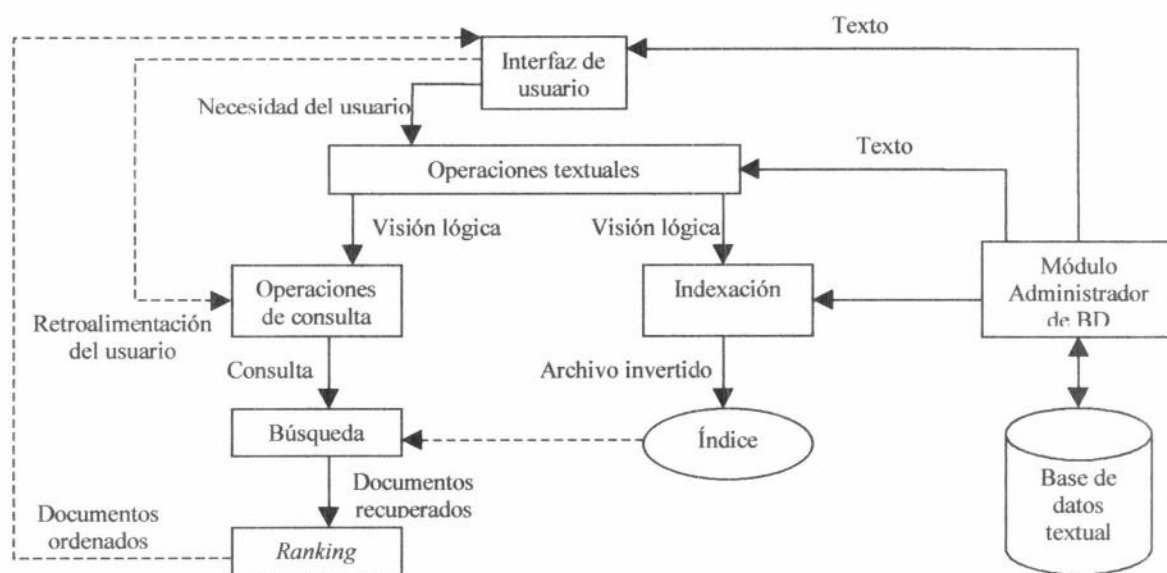 Texto
Interfaz de
usuario
Necesidad del usuario
Texto
Operaciones textuales
Visión lógica
Visión lógica
Operaciones
de consulta
Indexación
Módulo
Administrador
de BD
Retroalimentación
del usuario
Consulta
Archivo invertido
Búsqueda
Índice
Documentos
recuperados
Base de
datos
textual
Documentos
ordenados
Ranking